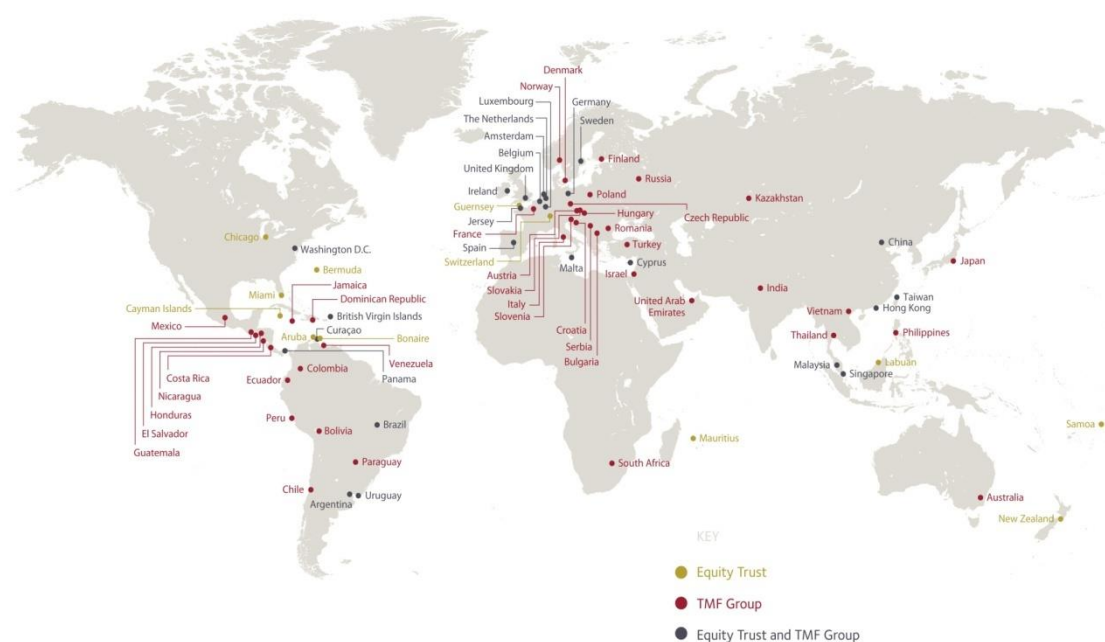 Denmark
Norway
Luxembourg
Germany
The Netherlands
Sweden
Amsterdam
Belgium
United Kingdom
Finland
Russia
Ireland
Poland
Kazakhstan
Guernsey
Hungary
Czech Republic
Jersey
Romania
France
Chicago
Turkey
China
Washington D.C.
Spain
Switzerland
Malta
Cyprus
Japan
Bermuda
Austria
Israel
Jamaica
Slovakia
India
Miami
Dominican Republic
Italy
United Arab
Emirates
Taiwan
Cayman Islands
Slovenia
Hong Kong
British Virgin Islands
Vietnam
Mexico
Curaçao
Croatia
Thailand
Philippines
Aruba
Bonaire
Serbia
Venezuela
Bulgaria
Labuan
Malaysia
Singapore
Colombia
Costa Rica
Ecuador
Panama
Nicaragua
Honduras
Peru
Brazil
Samoa
El Salvador
Bolivia
Mauritius
Guatemala
Paraguay
South Africa
Chile
Uruguay
Argentina
Australia
New Zealand
KEY
Equity Trust
TMF Group
Equity Trust and TMF Group